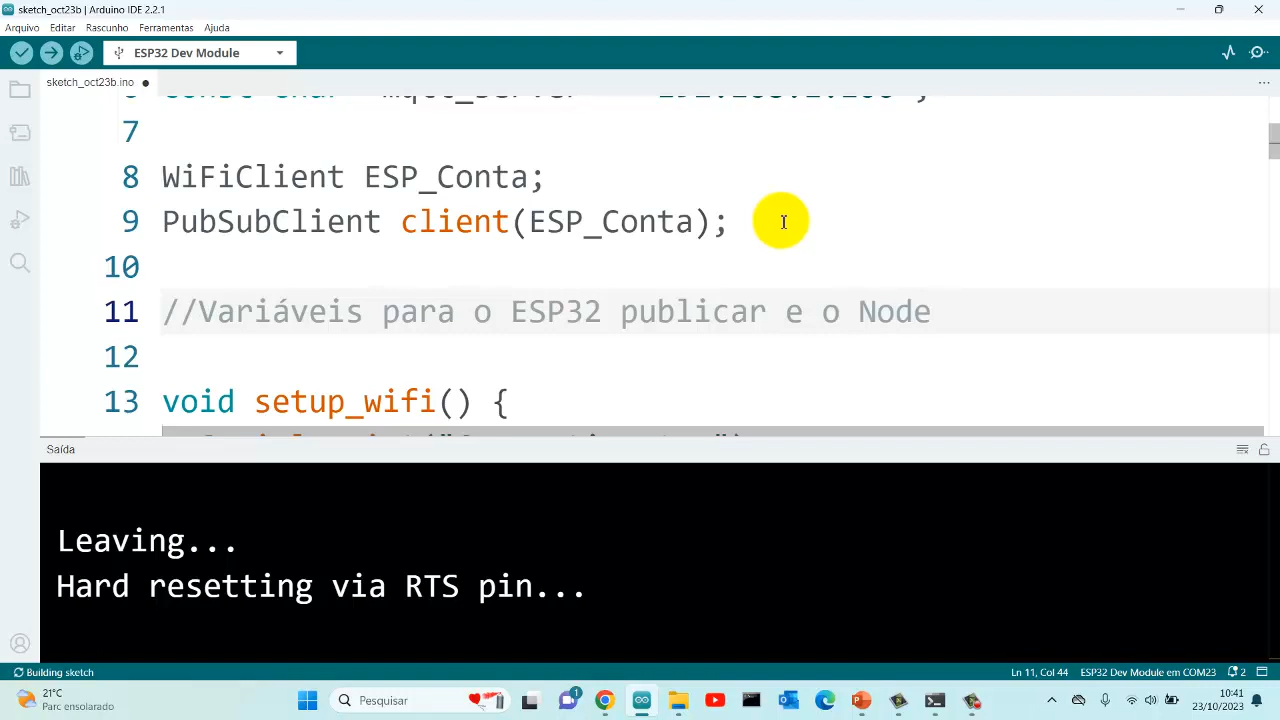 sketch_oct23b | Arduino IDE 2.2.1
Arquivo Editar Rascunho Ferramentas Ajuda
ESP32 Dev Module
sketch_oct23b.ino
7
8 WiFiClient ESP_Conta;
9 PubSubClient client(ESP_Conta);
10
11 //Variáveis para o ESP32 publicar e o Node
12
13 void setup_wifi() {
Saída
Leaving...
Hard resetting via RTS pin...
Building sketch
Ln 11, Col 44 ESP32 Dev Module em COM23 2
21°C
Parc ensolarado
Pesquisar
1
10:41
23/10/2023